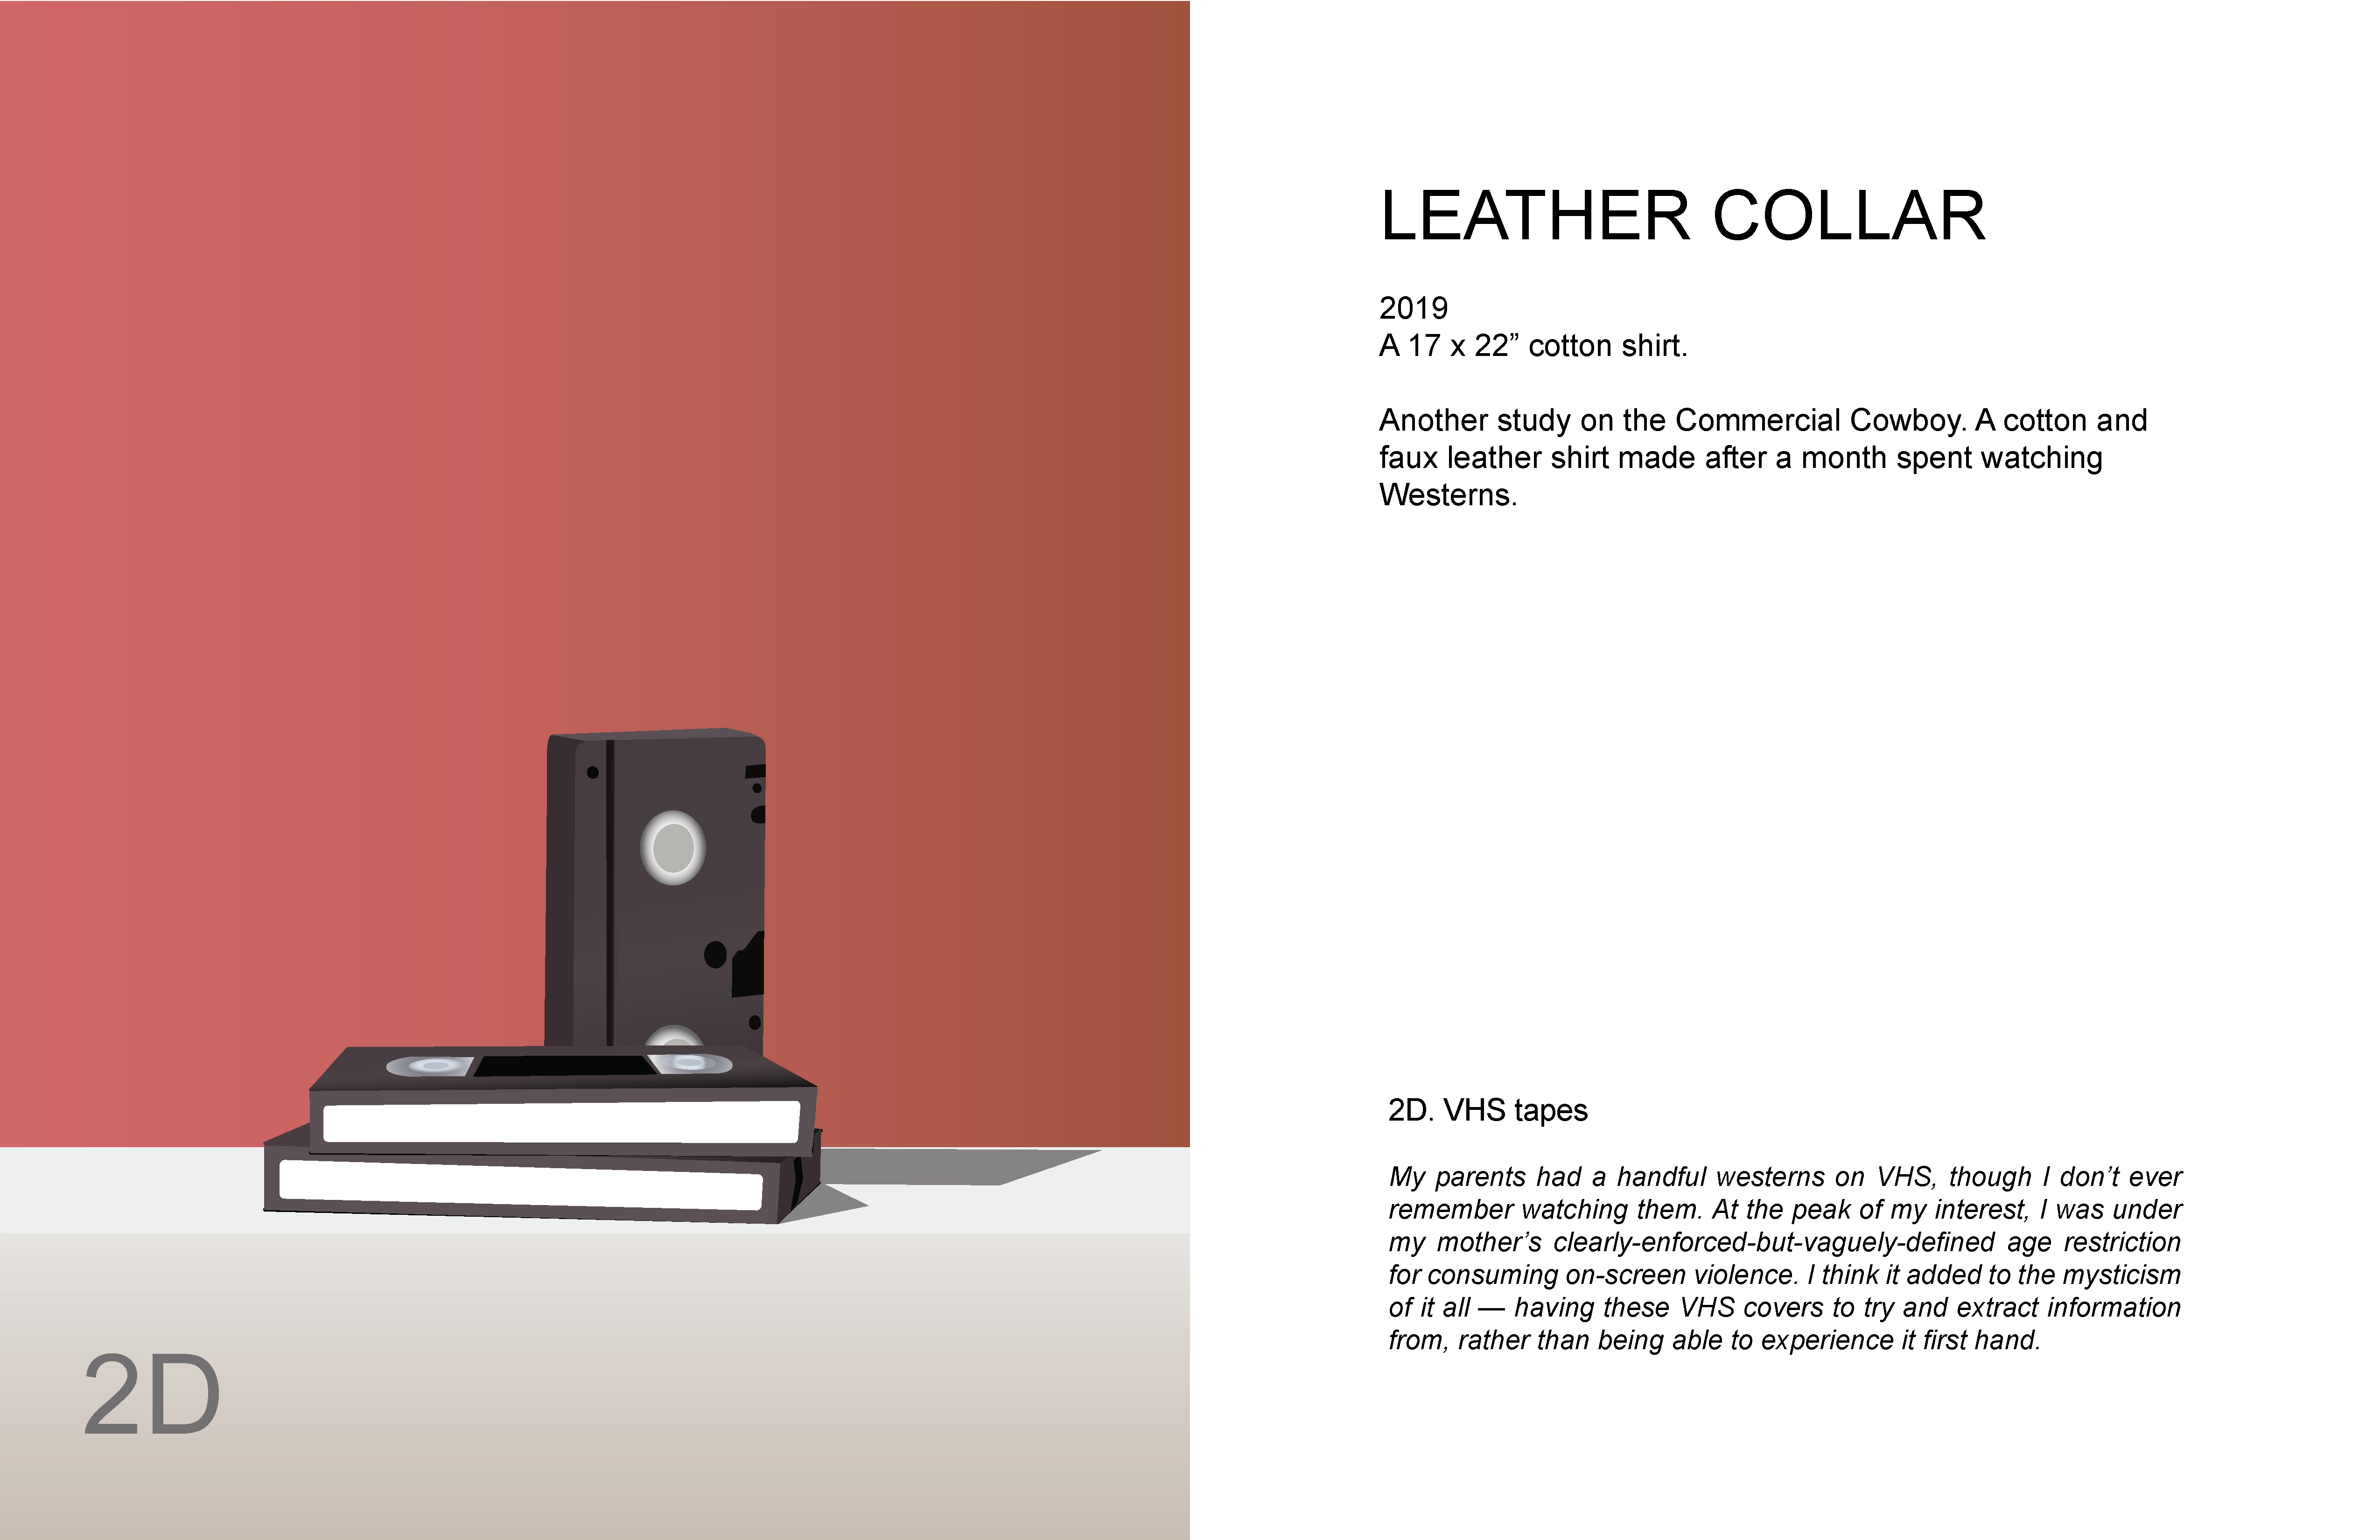 LEATHER COLLAR
2019
A 17 x 22” cotton shirt.
Another study on the Commercial Cowboy. A cotton and
faux leather shirt made after a month spent watching
Westerns.
2D. VHS tapes
My parents had a handful westerns on VHS, though I don’t ever
remember watching them. At the peak of my interest, I was under
my mother’s clearly-enforced-but-vaguely-defined age restriction
for consuming on-screen violence. I think it added to the mysticism
of it all — having these VHS covers to try and extract information
from, rather than being able to experience it first hand.
2D